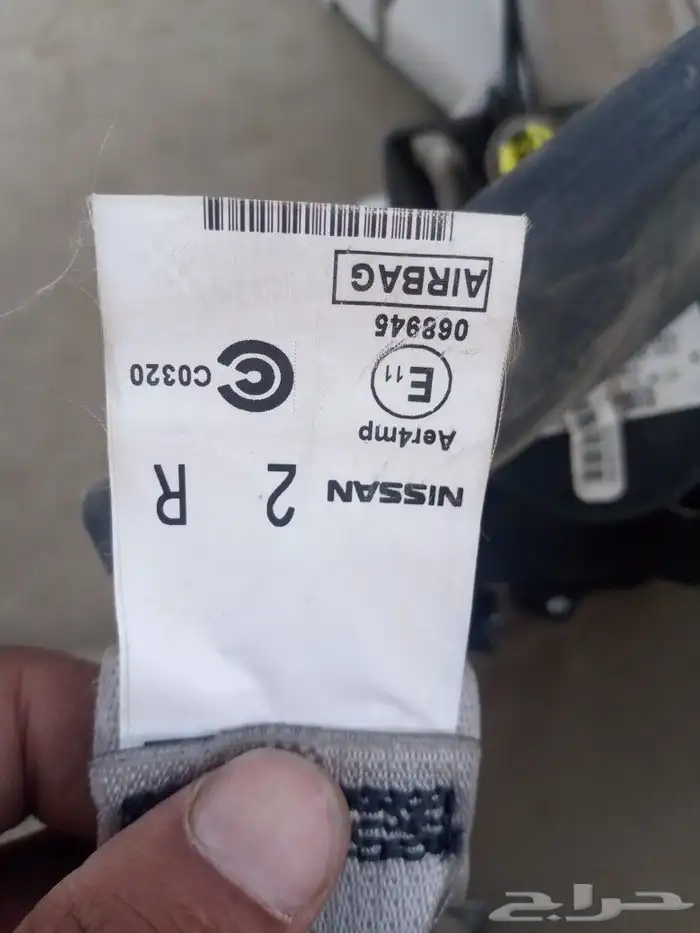 NISSAN 2 R
Aer4mp
E11 C C0320
068945
AIRBAG
حراج